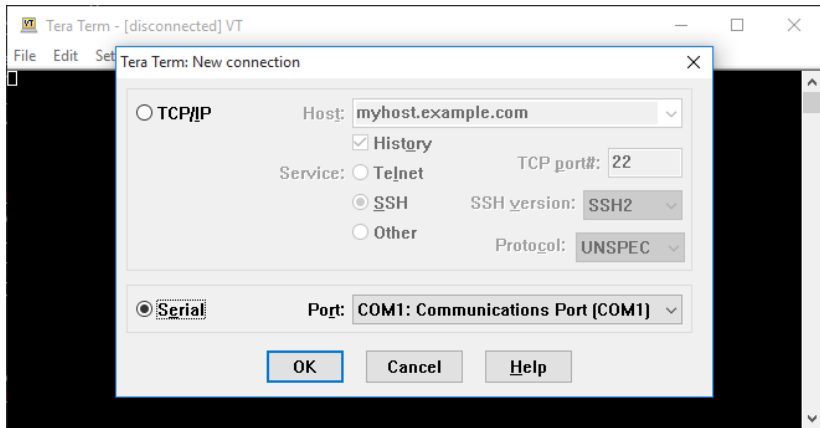 VT Tera Term - [disconnected] VT
File Edit Set
Tera Term: New connection
TCP/IP Host: myhost.example.com
History
Service: Telnet TCP port#: 22
SSH SSH version: SSH2
Other Protocol: UNSPEC
Serial Port: COM1: Communications Port (COM1)
OK Cancel Help